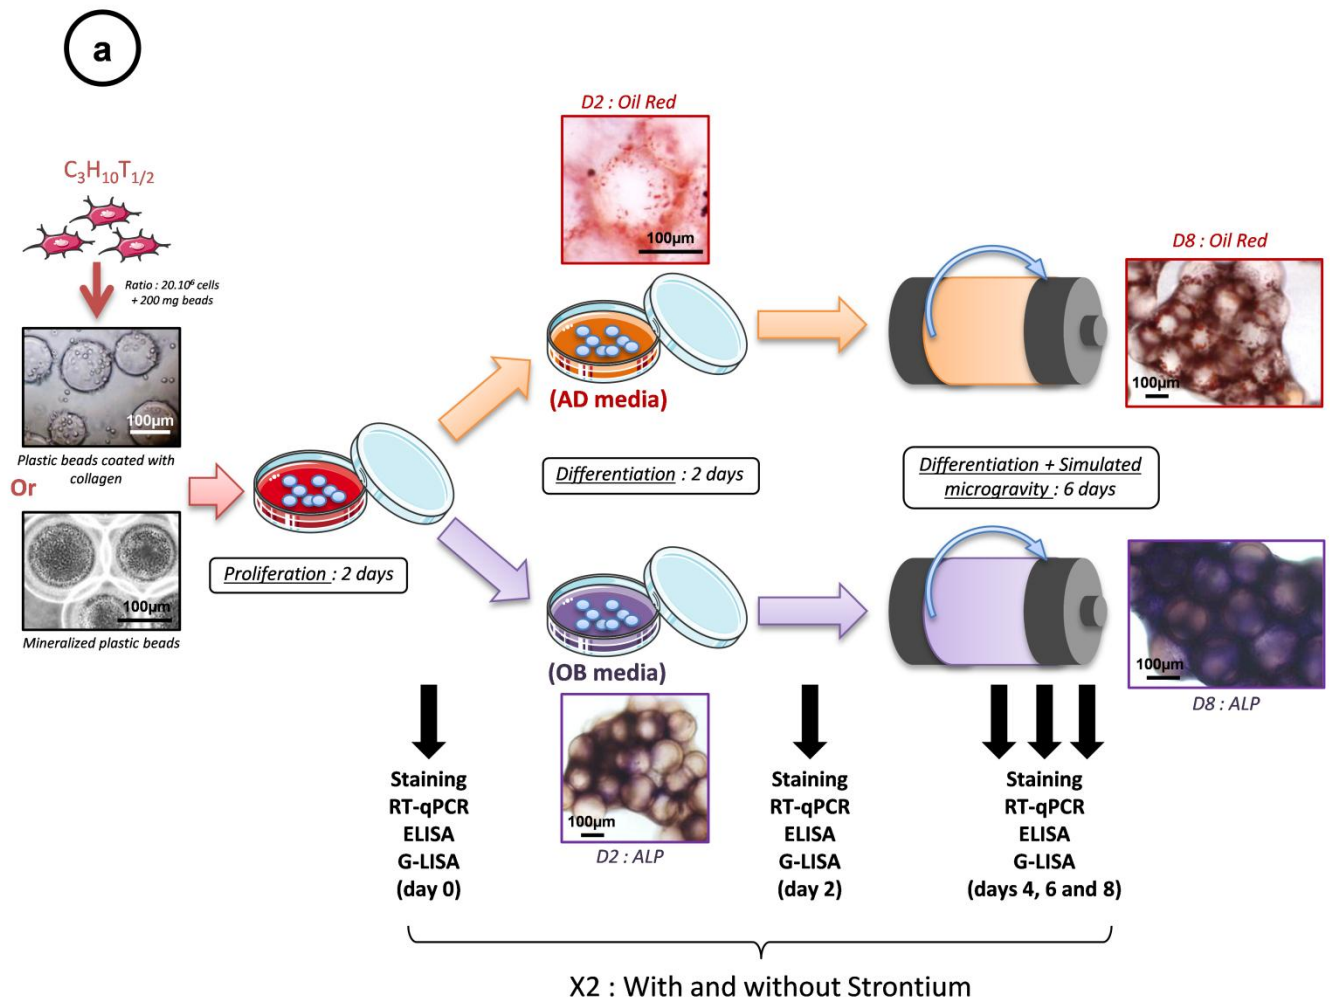 a
C3H10T1/2
Ratio : 20.10⁶ cells
+ 200 mg beads
100µm
Plastic beads coated with
collagen
Or
100µm
Mineralized plastic beads
Proliferation : 2 days
D2 : Oil Red
100µm
(AD media)
Differentiation : 2 days
(OB media)
100µm
D2 : ALP
D8 : Oil Red
100µm
Differentiation + Simulated
microgravity : 6 days
100µm
D8 : ALP
Staining
RT-qPCR
ELISA
G-LISA
(day 0)
Staining
RT-qPCR
ELISA
G-LISA
(day 2)
Staining
RT-qPCR
ELISA
G-LISA
(days 4, 6 and 8)
X2 : With and without Strontium